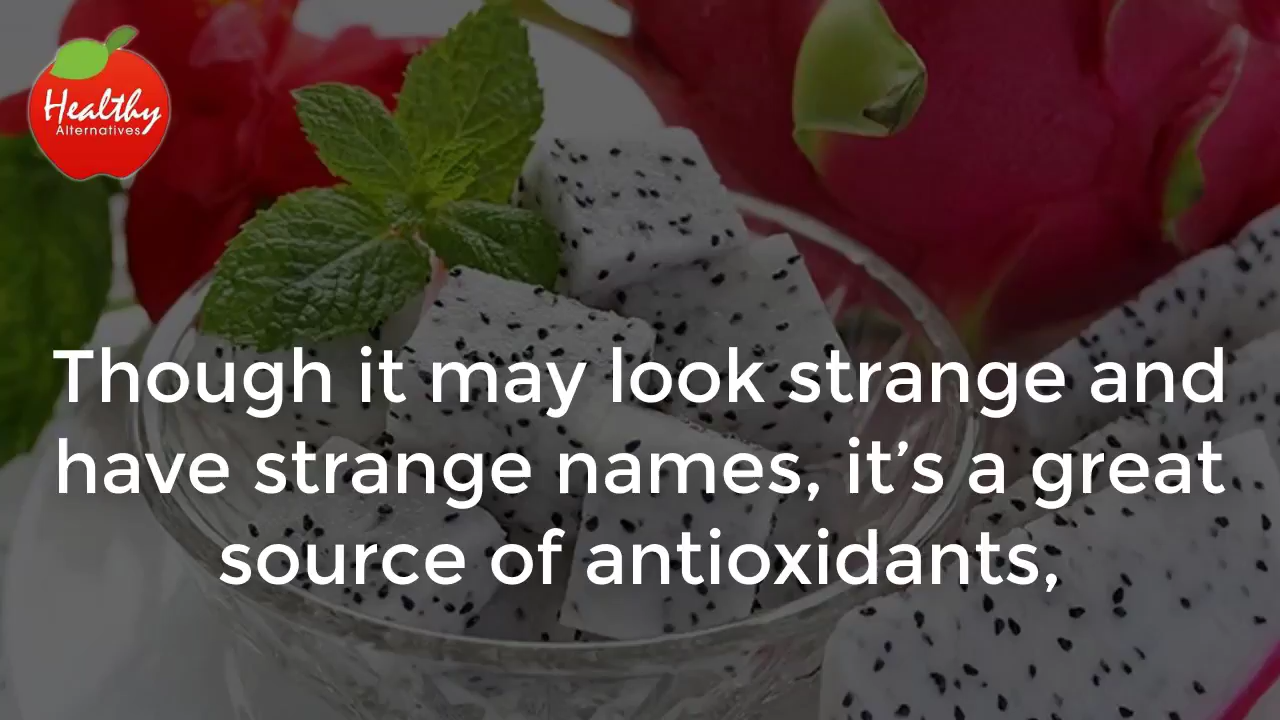 Healthy
Alternatives
Though it may look strange and
have strange names, it’s a great
source of antioxidants,